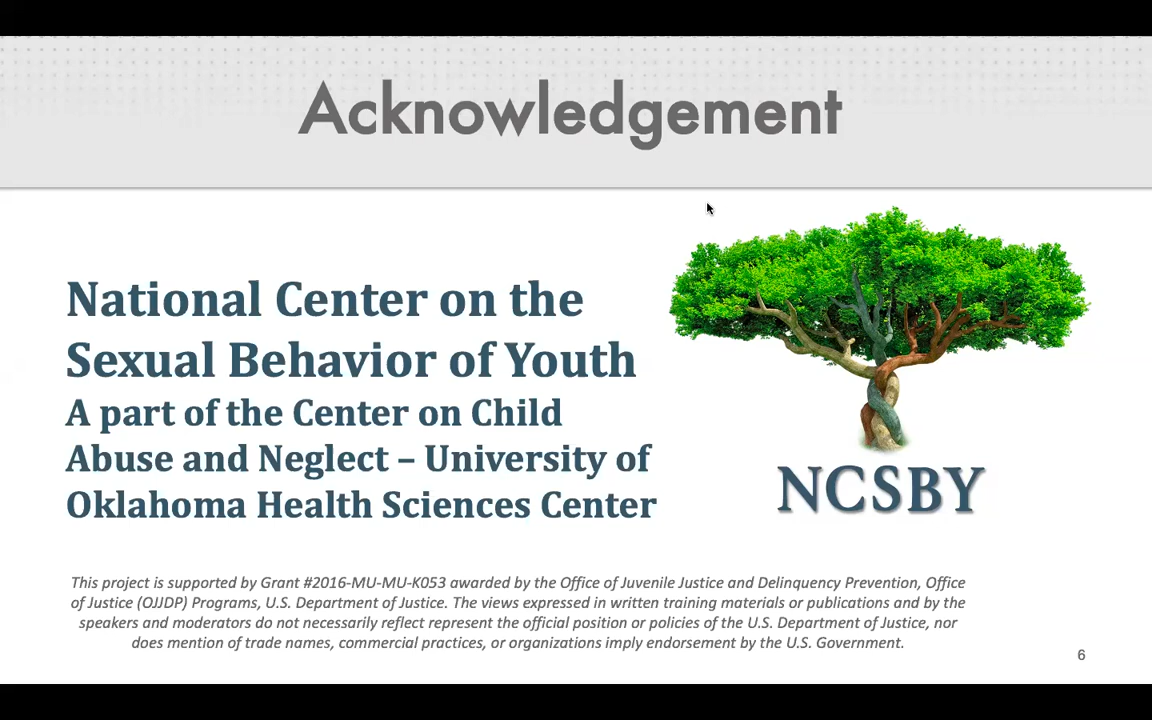 Acknowledgement
National Center on the
Sexual Behavior of Youth
A part of the Center on Child
Abuse and Neglect – University of
Oklahoma Health Sciences Center
NCSBY
This project is supported by Grant #2016-MU-MU-K053 awarded by the Office of Juvenile Justice and Delinquency Prevention, Office
of Justice (OJJDP) Programs, U.S. Department of Justice. The views expressed in written training materials or publications and by the
speakers and moderators do not necessarily reflect represent the official position or policies of the U.S. Department of Justice, nor
does mention of trade names, commercial practices, or organizations imply endorsement by the U.S. Government.
6